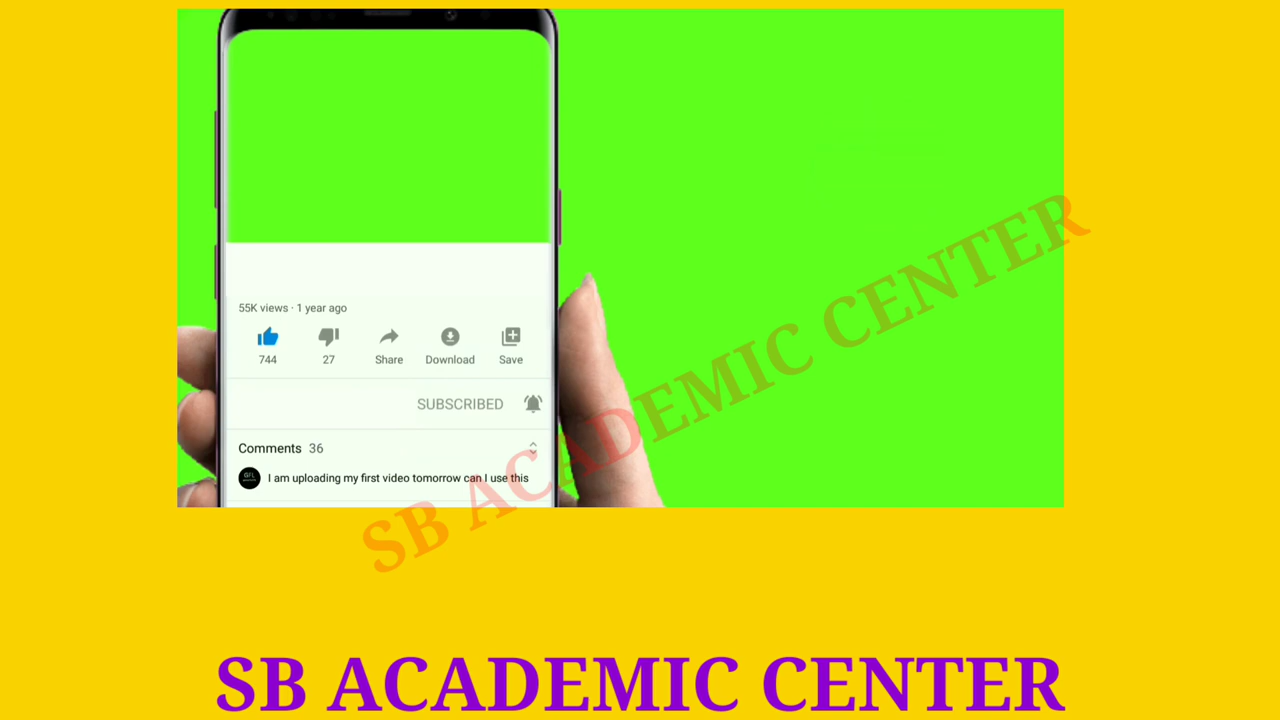 55K views · 1 year ago
744
27
Share
Download
Save
SUBSCRIBED
Comments 36
GFL
I am uploading my first video tomorrow can I use this
SB ACADEMIC CENTER
SB ACADEMIC CENTER